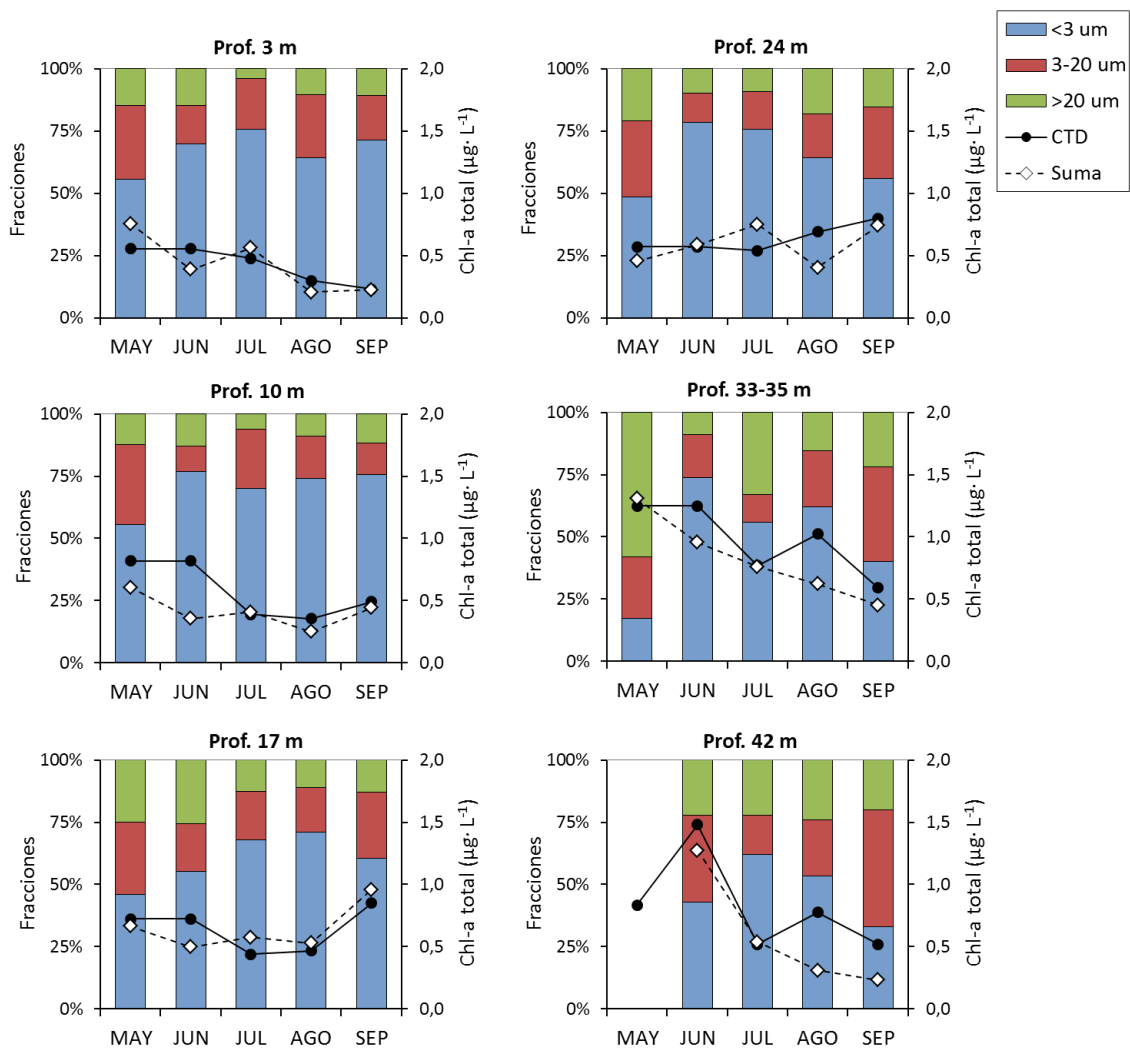 <3 um
3-20 um
>20 um
CTD
Suma
Prof. 3 m
100%
75%
50%
25%
0%
Fracciones
2,0
1,5
1,0
0,5
0,0
Chl-a total (µg· L⁻¹)
MAY JUN JUL AGO SEP
Prof. 24 m
100%
75%
50%
25%
0%
Fracciones
2,0
1,5
1,0
0,5
0,0
Chl-a total (µg· L⁻¹)
MAY JUN JUL AGO SEP
Prof. 10 m
100%
75%
50%
25%
0%
Fracciones
2,0
1,5
1,0
0,5
0,0
Chl-a total (µg· L⁻¹)
MAY JUN JUL AGO SEP
Prof. 33-35 m
100%
75%
50%
25%
0%
Fracciones
2,0
1,5
1,0
0,5
0,0
Chl-a total (µg· L⁻¹)
MAY JUN JUL AGO SEP
Prof. 17 m
100%
75%
50%
25%
0%
Fracciones
2,0
1,5
1,0
0,5
0,0
Chl-a total (µg· L⁻¹)
MAY JUN JUL AGO SEP
Prof. 42 m
100%
75%
50%
25%
0%
Fracciones
2,0
1,5
1,0
0,5
0,0
Chl-a total (µg· L⁻¹)
MAY JUN JUL AGO SEP